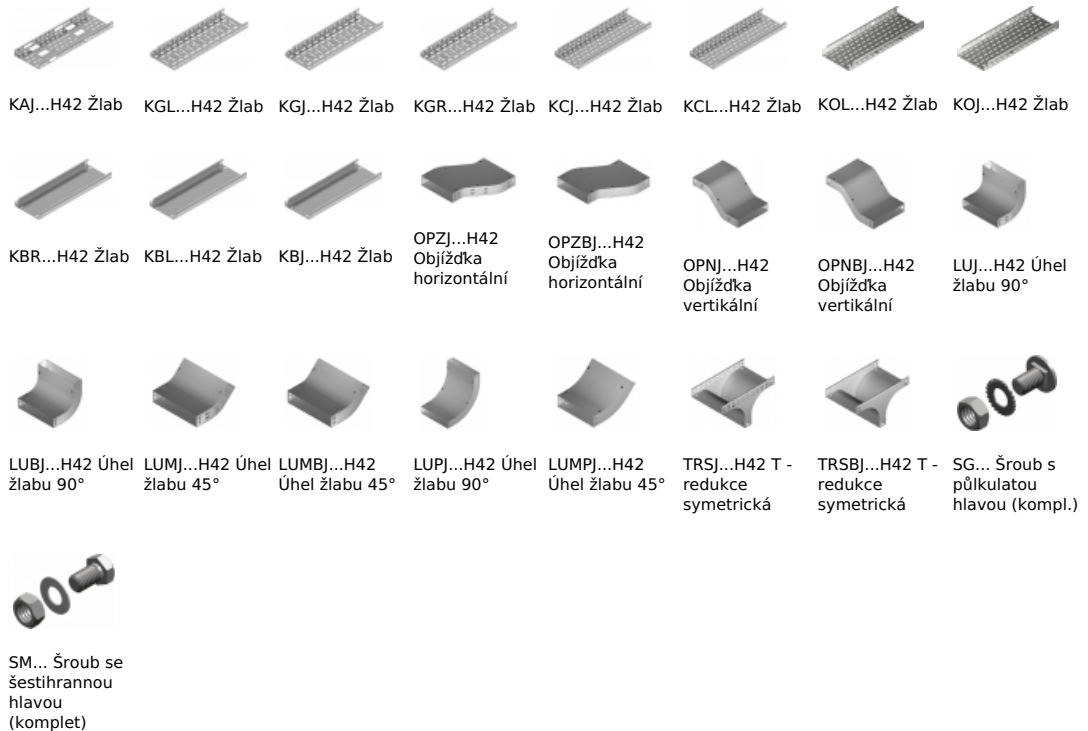 KAJ...H42 Žlab
KGL...H42 Žlab
KGJ...H42 Žlab
KGR...H42 Žlab
KCJ...H42 Žlab
KCL...H42 Žlab
KOL...H42 Žlab
KOJ...H42 Žlab
KBR...H42 Žlab
KBL...H42 Žlab
KBJ...H42 Žlab
OPZJ...H42
Objížďka
horizontální
OPZBJ...H42
Objížďka
horizontální
OPNJ...H42
Objížďka
vertikální
OPNBJ...H42
Objížďka
vertikální
LUJ...H42 Úhel
žlabu 90°
LUBJ...H42 Úhel
žlabu 90°
LUMJ...H42 Úhel
žlabu 45°
LUMBJ...H42
Úhel žlabu 45°
LUPJ...H42 Úhel
žlabu 90°
LUMPJ...H42
Úhel žlabu 45°
TRSJ...H42 T -
redukce
symetrická
TRSBJ...H42 T -
redukce
symetrická
SG... Šroub s
půlkulatou
hlavou (kompl.)
SM... Šroub se
šestihrannou
hlavou
(komplet)